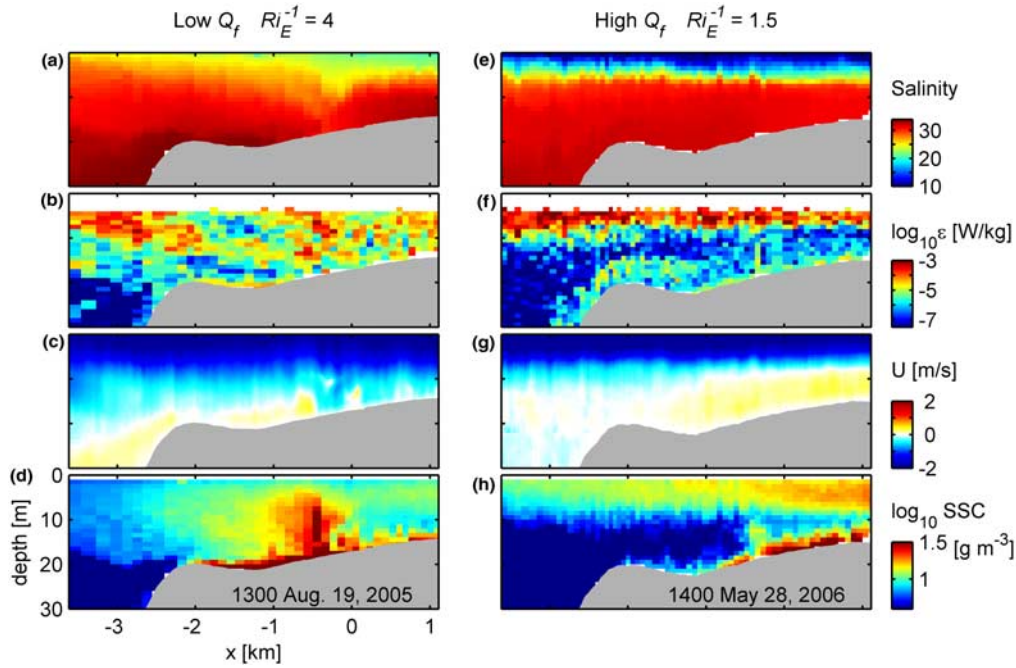 Low Q_f Ri_E^-1 = 4
High Q_f Ri_E^-1 = 1.5
(a)
(e)
Salinity
30
20
10
(b)
(f)
log10 ε [W/kg]
-3
-5
-7
(c)
(g)
U [m/s]
2
0
-2
(d)
(h)
log10 SSC
[g m-3]
1.5
1
0
10
20
30
depth [m]
1300 Aug. 19, 2005
1400 May 28, 2006
-3 -2 -1 0 1
x [km]